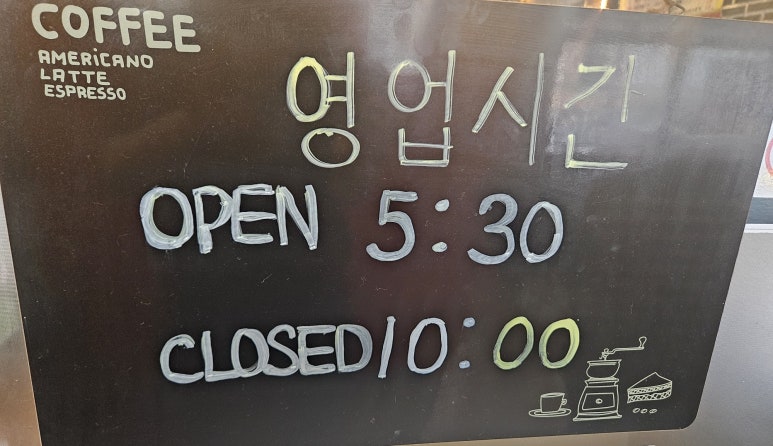 COFFEE
AMERICANO
LATTE
ESPRESSO
영업시간
OPEN 5:30
CLOSED 10:00